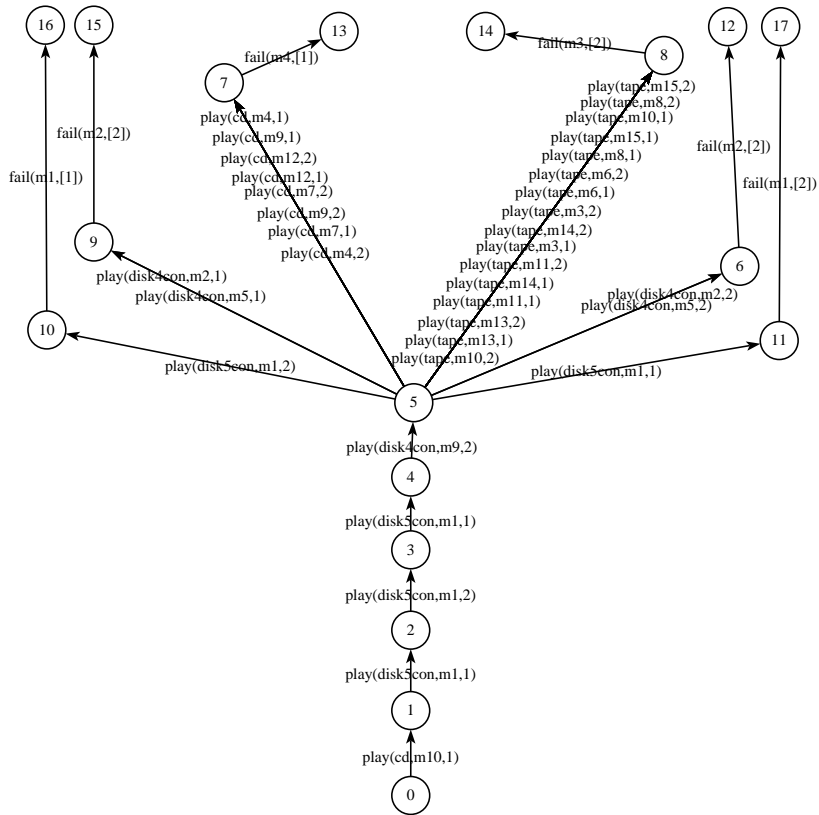 16
15
13
14
12
17
fail(m4,[1])
fail(m3,[2])
7
8
play(tape,m15,2)
play(tape,m8,2)
play(cd,m4,1)
play(tape,m10,1)
fail(m2,[2])
play(cd,m9,1)
play(tape,m15,1)
fail(m2,[2])
play(cd,m12,2)
play(tape,m8,1)
fail(m1,[1])
play(cd,m12,1)
play(tape,m6,2)
fail(m1,[2])
play(cd,m7,2)
play(tape,m6,1)
play(cd,m9,2)
play(tape,m3,2)
play(cd,m7,1)
play(tape,m14,2)
9
play(cd,m4,2)
play(tape,m3,1)
play(tape,m11,2)
6
play(disk4con,m2,1)
play(tape,m14,1)
play(disk4con,m5,1)
play(tape,m11,1)
play(disk4con,m2,2)
play(disk4con,m5,2)
10
play(tape,m13,2)
play(tape,m13,1)
11
play(tape,m10,2)
play(disk5con,m1,2)
play(disk5con,m1,1)
5
play(disk4con,m9,2)
4
play(disk5con,m1,1)
3
play(disk5con,m1,2)
2
play(disk5con,m1,1)
1
play(cd,m10,1)
0